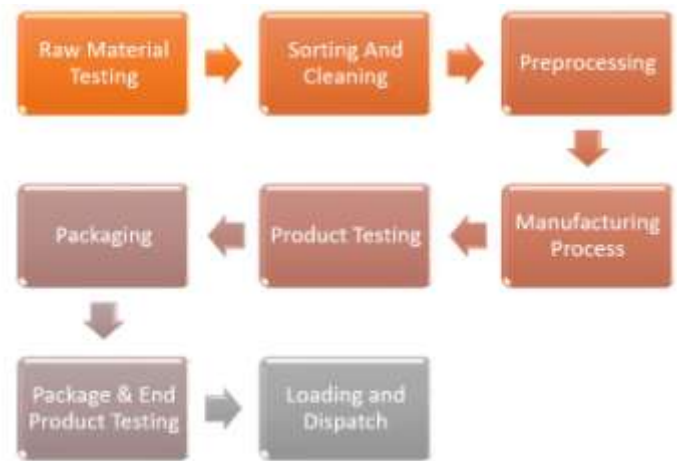 Raw Material
Testing
Sorting And
Cleaning
Preprocessing
Manufacturing
Process
Product Testing
Packaging
Package & End
Product Testing
Loading and
Dispatch